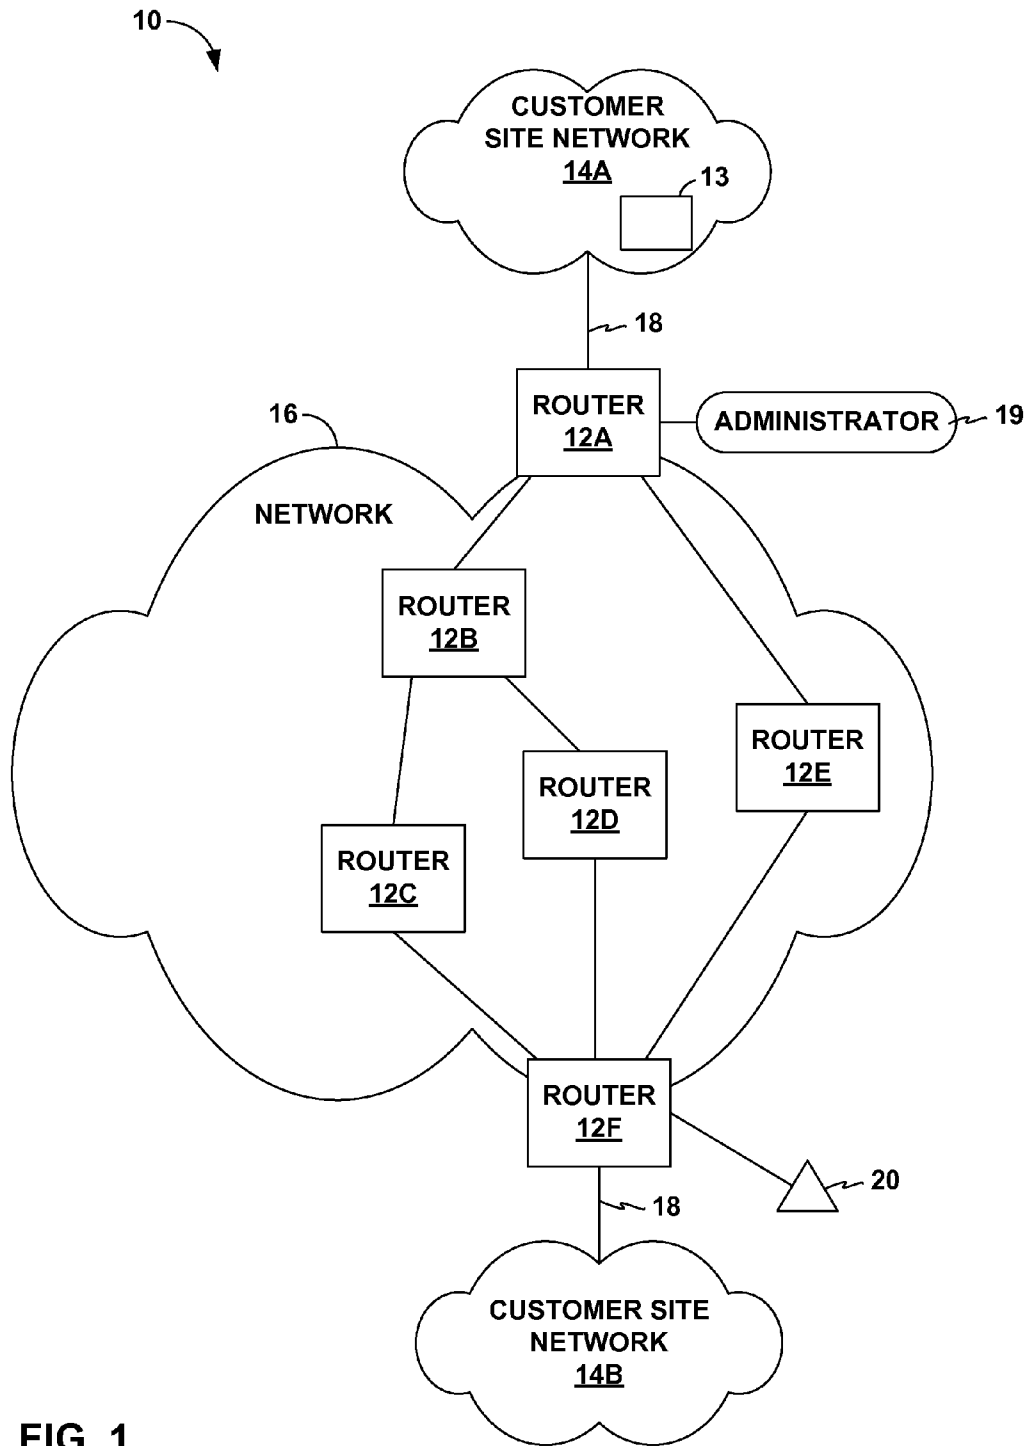 10
CUSTOMER
SITE NETWORK
14A
13
18
ROUTER
12A
ADMINISTRATOR
19
16
NETWORK
ROUTER
12B
ROUTER
12E
ROUTER
12D
ROUTER
12C
ROUTER
12F
20
18
CUSTOMER SITE
NETWORK
14B
FIG. 1